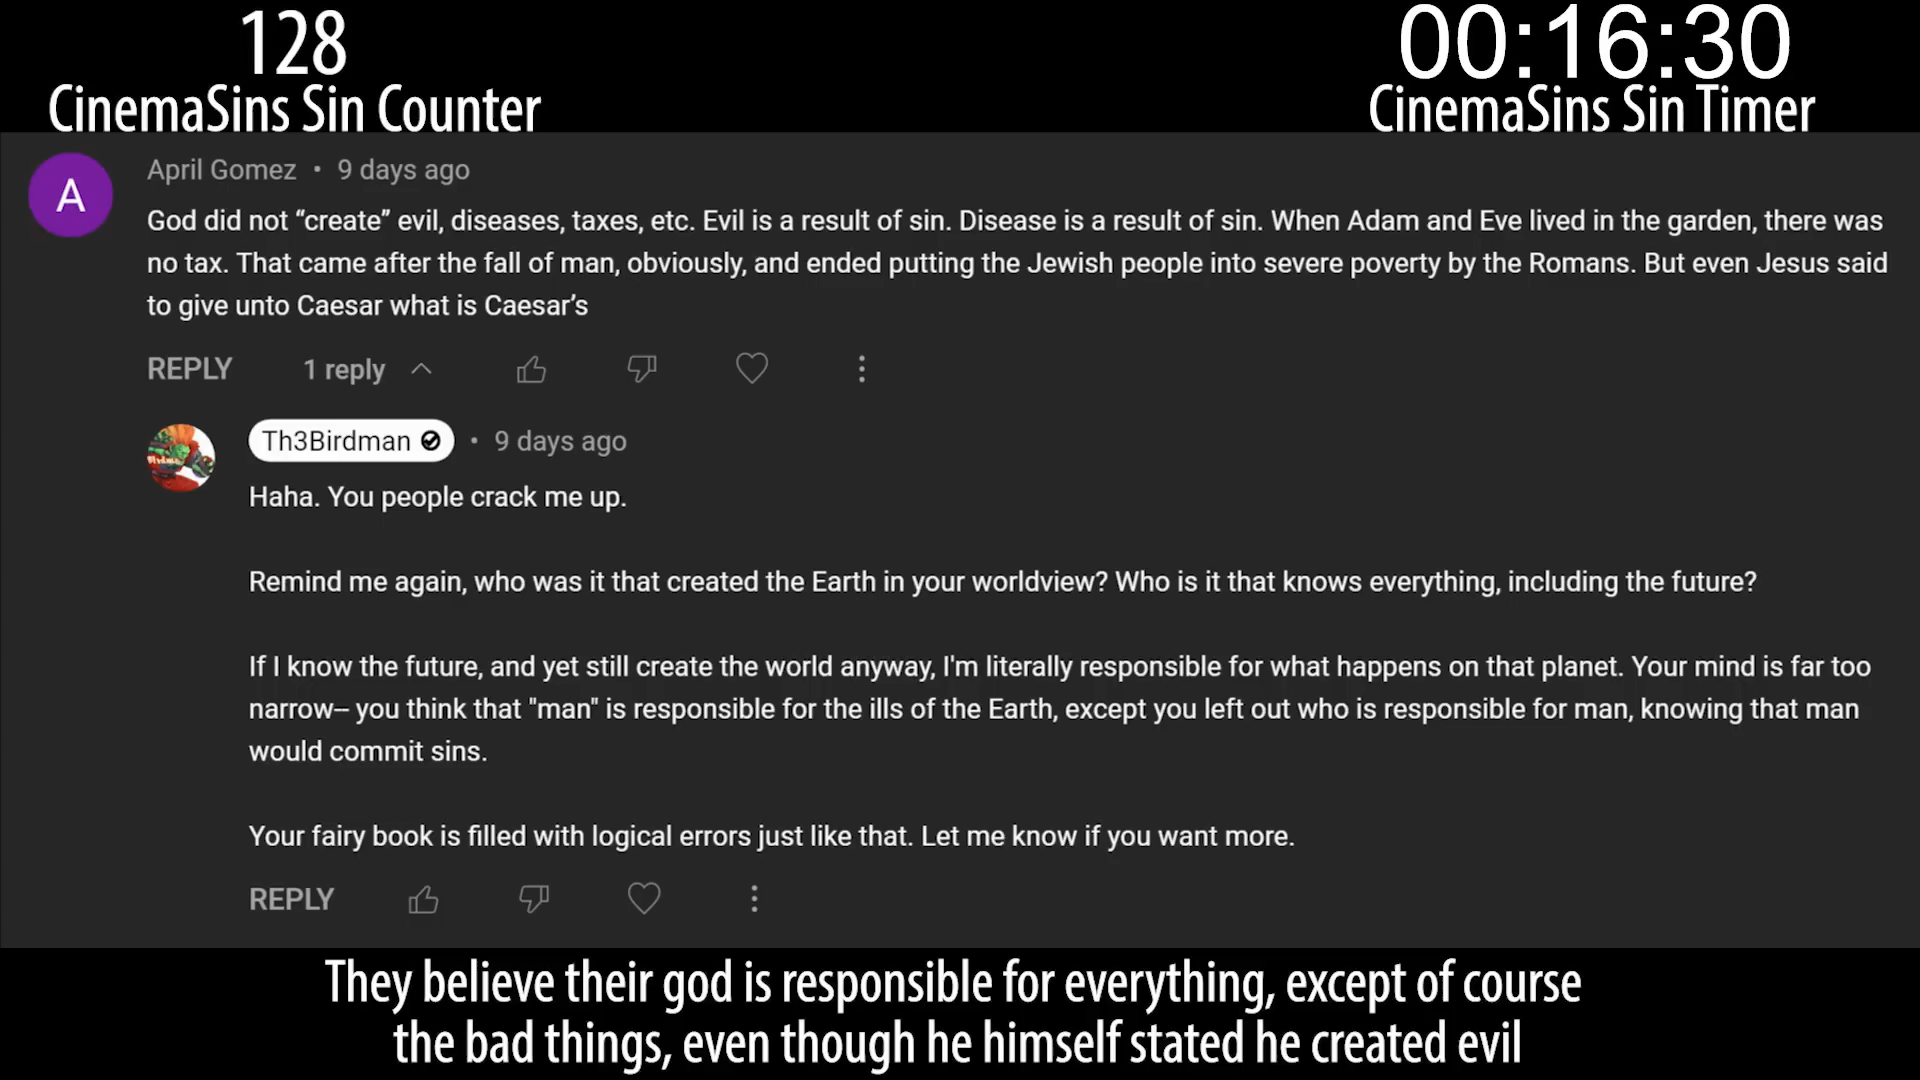 128
CinemaSins Sin Counter
00:16:30
CinemaSins Sin Timer
A
April Gomez • 9 days ago
God did not “create” evil, diseases, taxes, etc. Evil is a result of sin. Disease is a result of sin. When Adam and Eve lived in the garden, there was
no tax. That came after the fall of man, obviously, and ended putting the Jewish people into severe poverty by the Romans. But even Jesus said
to give unto Caesar what is Caesar’s
REPLY 1 reply
Th3Birdman • 9 days ago
Haha. You people crack me up.
Remind me again, who was it that created the Earth in your worldview? Who is it that knows everything, including the future?
If I know the future, and yet still create the world anyway, I'm literally responsible for what happens on that planet. Your mind is far too
narrow-- you think that "man" is responsible for the ills of the Earth, except you left out who is responsible for man, knowing that man
would commit sins.
Your fairy book is filled with logical errors just like that. Let me know if you want more.
REPLY
They believe their god is responsible for everything, except of course
the bad things, even though he himself stated he created evil